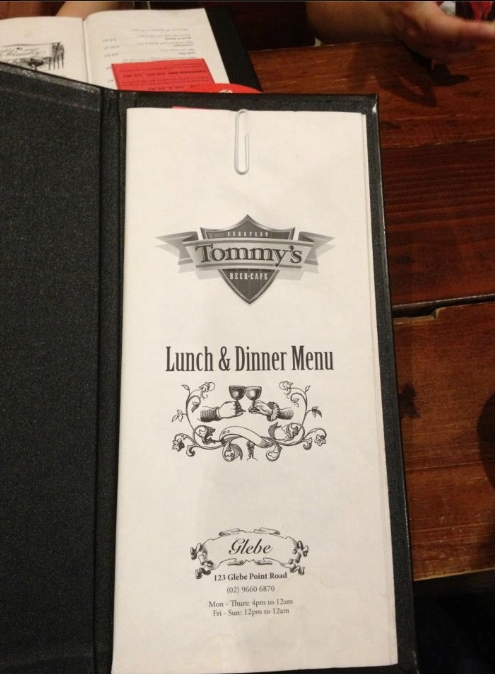 EUROPEAN
Tommy's
BEER•CAFE
Lunch & Dinner Menu
Glebe
123 Glebe Point Road
(02) 9660 6870
Mon - Thurs: 4pm to 12am
Fri - Sun: 12pm to 12am